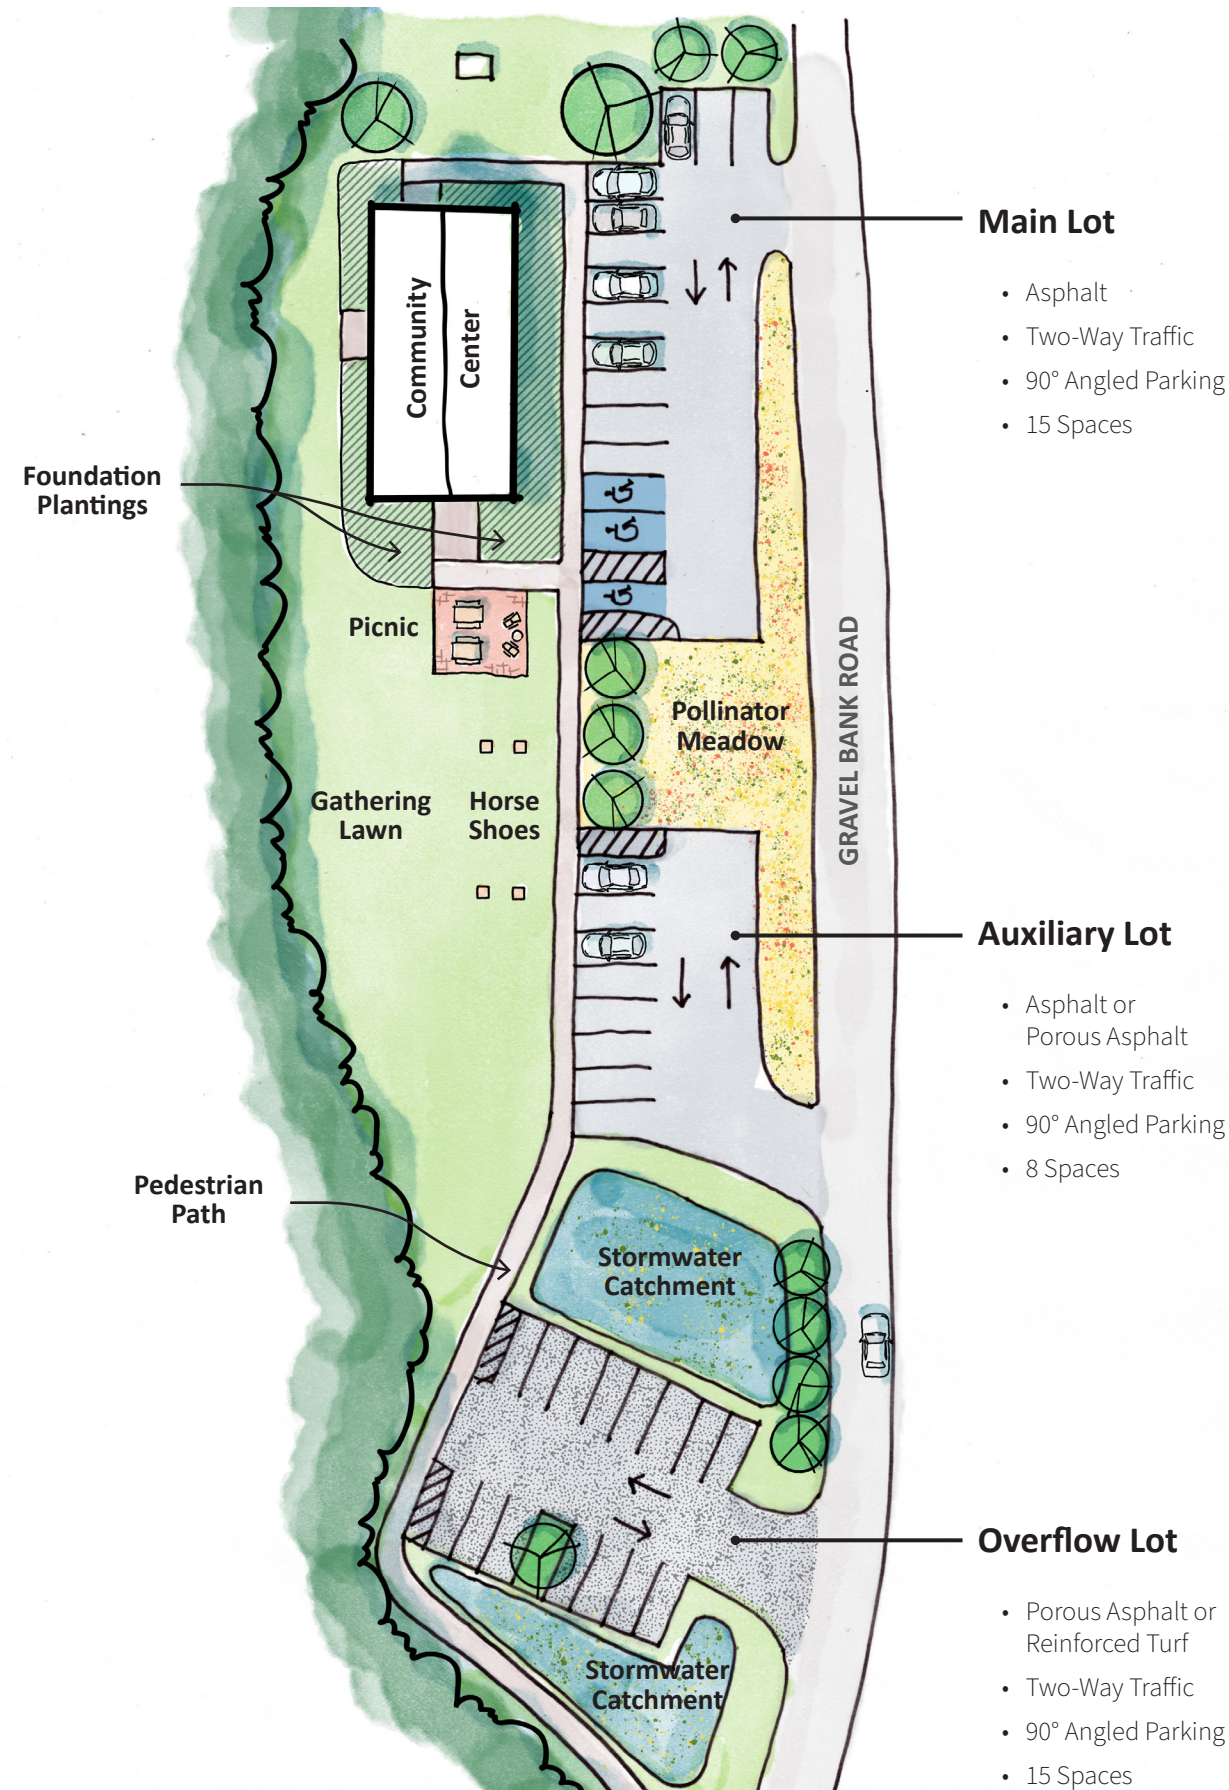 Main Lot
• Asphalt
• Two-Way Traffic
• 90° Angled Parking
• 15 Spaces
Community
Center
Foundation
Plantings
Picnic
Pollinator
Meadow
GRAVEL BANK ROAD
Gathering
Lawn
Horse
Shoes
Auxiliary Lot
• Asphalt or
Porous Asphalt
• Two-Way Traffic
• 90° Angled Parking
• 8 Spaces
Pedestrian
Path
Stormwater
Catchment
Overflow Lot
• Porous Asphalt or
Reinforced Turf
• Two-Way Traffic
• 90° Angled Parking
• 15 Spaces
Stormwater
Catchment